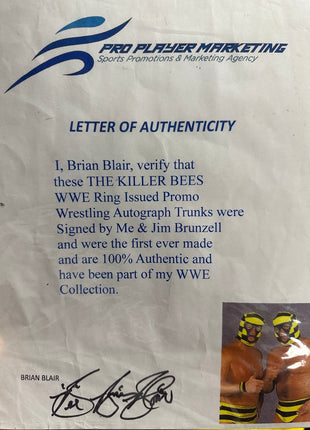 PRO PLAYER MARKETING
Sports Promotions & Marketing Agency
LETTER OF AUTHENTICITY
I, Brian Blair, verify that
these THE KILLER BEES
WWE Ring Issued Promo
Wrestling Autograph Trunks were
Signed by Me & Jim Brunzell
and were the first ever made
and are 100% Authentic and
have been part of my WWE
Collection.
BRIAN BLAIR